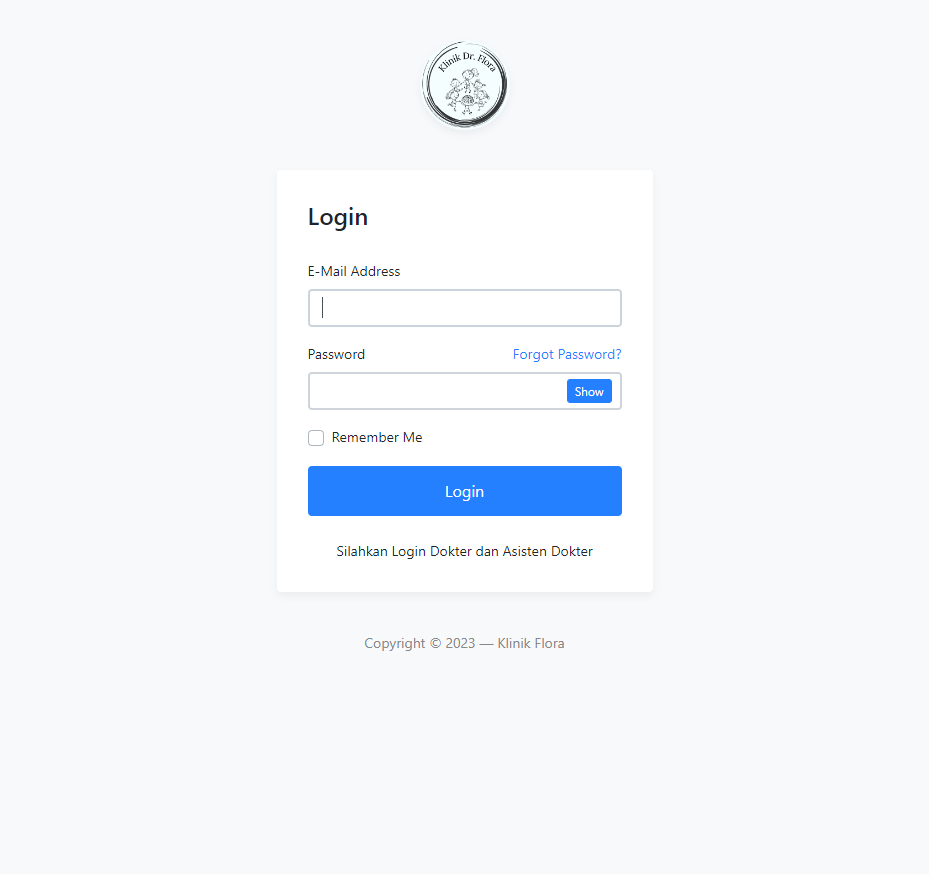 Klinik Dr. Flora
Login
E-Mail Address
Password
Forgot Password?
Show
Remember Me
Login
Silahkan Login Dokter dan Asisten Dokter
Copyright © 2023 — Klinik Flora